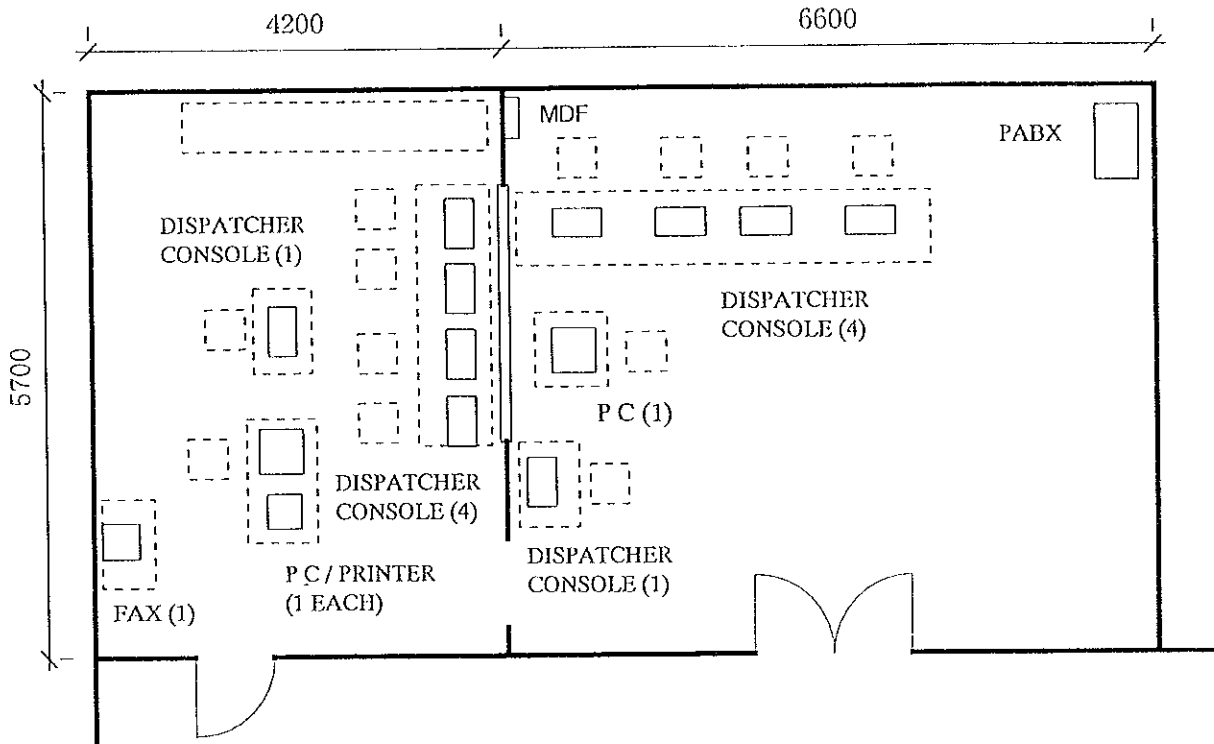 4200
6600
MDF
PABX
DISPATCHER
CONSOLE (1)
DISPATCHER
CONSOLE (4)
5700
P C (1)
DISPATCHER
CONSOLE (4)
DISPATCHER
CONSOLE (1)
P C / PRINTER
(1 EACH)
FAX (1)